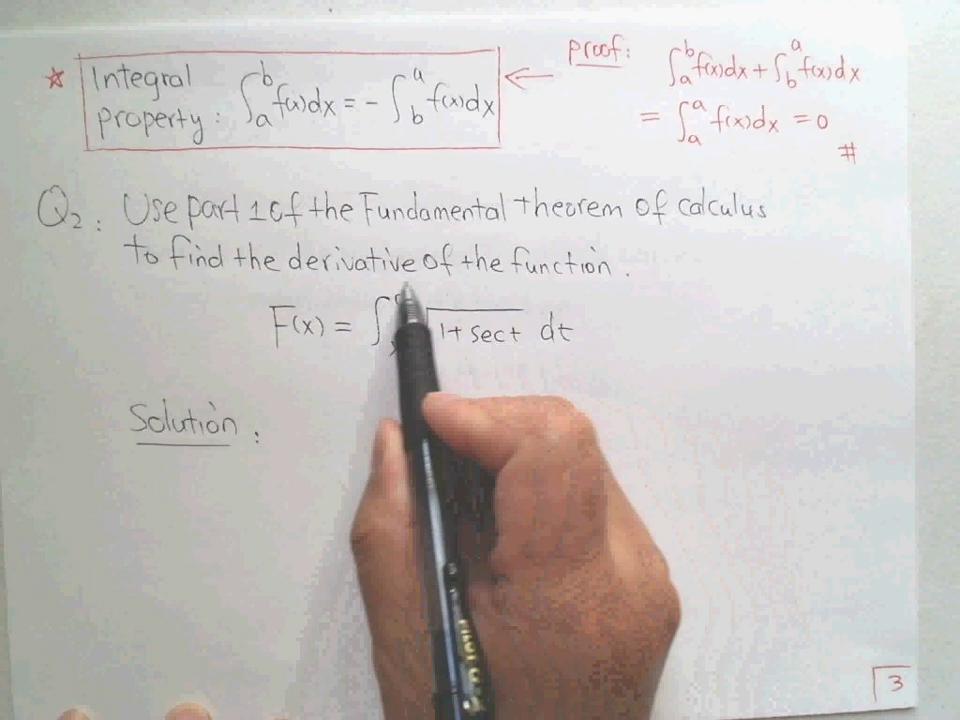 ☆ Integral property: ∫_a^b f(x)dx = - ∫_b^a f(x)dx
proof: ∫_a^b f(x)dx + ∫_b^a f(x)dx
= ∫_a^a f(x)dx = 0
#
Q2: Use part 1 of the Fundamental theorem of calculus
to find the derivative of the function.
F(x) = ∫ √(1+ sect) dt
Solution:
3